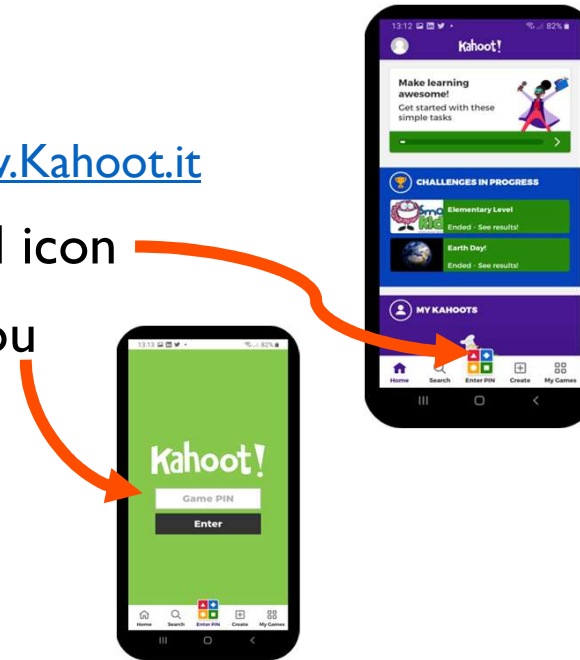 .Kahoot.it
icon
13:12
82%
Kahoot!
Make learning
awesome!
Get started with these
simple tasks
CHALLENGES IN PROGRESS
Elementary Level
Ended - See results!
Earth Day!
Ended - See results!
MY KAHOOTS
Home Search Enter PIN Create My Games
13:13
82%
Kahoot!
Game PIN
Enter
Home Search Enter PIN Create My Games